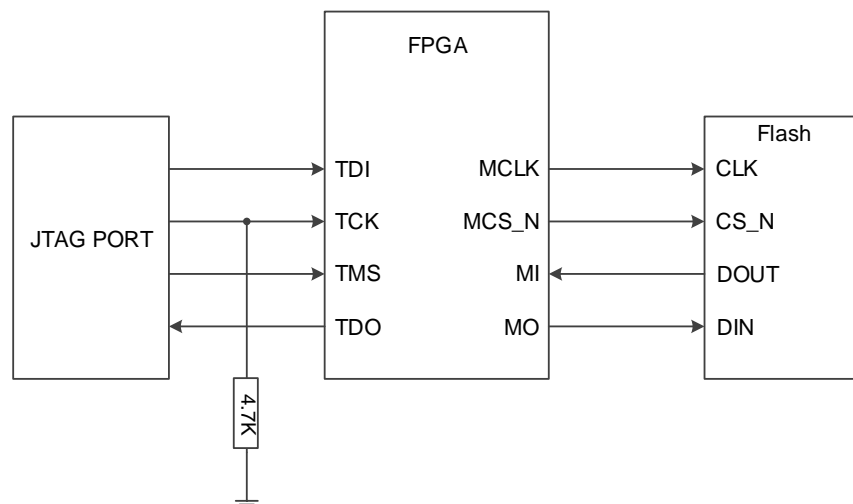 FPGA
Flash
TDI
MCLK
CLK
JTAG PORT
TCK
MCS_N
CS_N
TMS
MI
DOUT
TDO
MO
DIN
4.7K